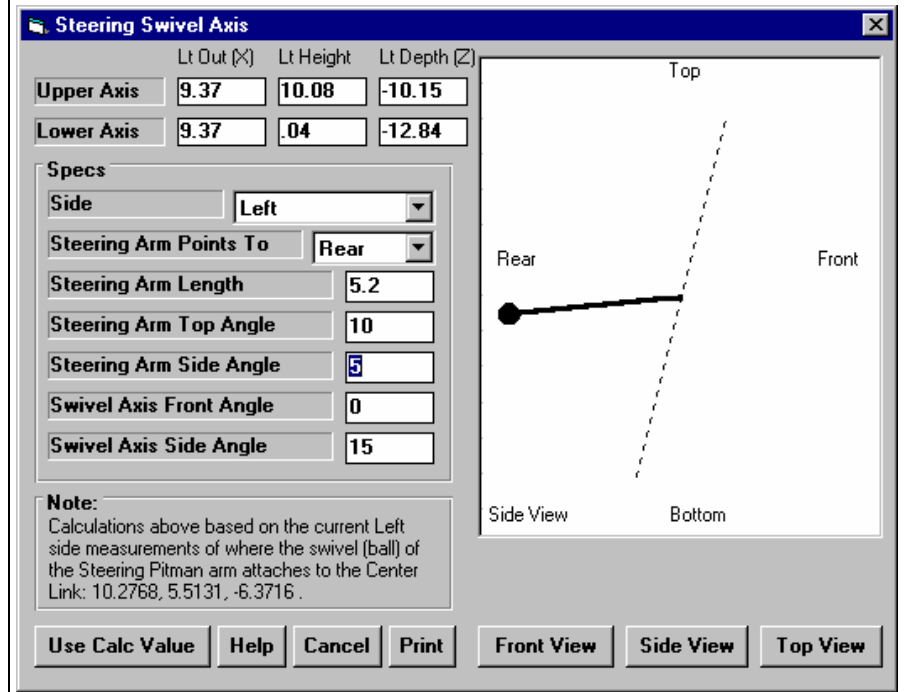 Steering Swivel Axis
Lt Out (X) Lt Height Lt Depth (Z)
Upper Axis 9.37 10.08 -10.15
Lower Axis 9.37 .04 -12.84
Specs
Side Left
Steering Arm Points To Rear
Steering Arm Length 5.2
Steering Arm Top Angle 10
Steering Arm Side Angle 5
Swivel Axis Front Angle 0
Swivel Axis Side Angle 15
Note:
Calculations above based on the current Left
side measurements of where the swivel (ball) of
the Steering Pitman arm attaches to the Center
Link: 10.2768, 5.5131, -6.3716 .
Top
Rear Front
Side View Bottom
Use Calc Value Help Cancel Print Front View Side View Top View